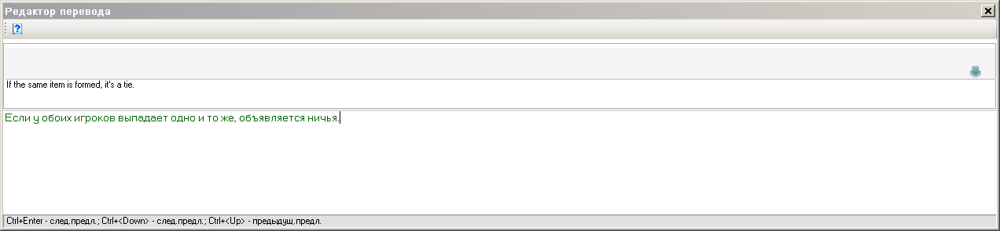 Редактор перевода
If the same item is formed, it's a tie.
Если у обоих игроков выпадает одно и то же, объявляется ничья.
Ctrl+Enter - след.предл.; Ctrl+<Down> - след.предл.; Ctrl+<Up> - предыдущ.предл.